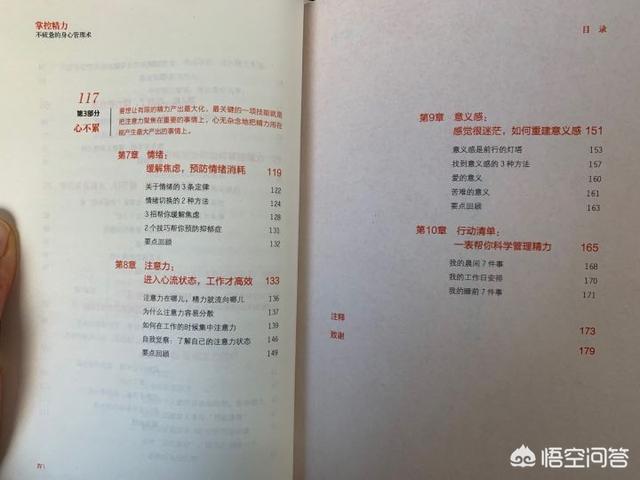 掌控精力
不疲惫的身心管理术
117
第3部分
心不累
要想让有限的精力产出最大化，最关键的一项技能就是
把注意力聚焦在重要的事情上，心无杂念地把精力用在
能产生最大产出的事情上。
第7章 情绪：
缓解焦虑，预防情绪消耗 119
关于情绪的3条定律 122
情绪切换的2种方法 124
3招帮你缓解焦虑 128
2个技巧帮你预防抑郁症 131
要点回顾 132
第8章 注意力：
进入心流状态，工作才高效 133
注意力在哪儿，精力就流向哪儿 136
为什么注意力容易分散 137
如何在工作的时候集中注意力 139
自我觉察：了解自己的注意力状态 146
要点回顾 149
IV
目 录
第9章 意义感：
感觉很迷茫，如何重建意义感 151
意义感是前行的灯塔 153
找到意义感的3种方法 157
爱的意义 160
苦难的意义 161
要点回顾 163
第10章 行动清单：
一表帮你科学管理精力 165
我的晨间7件事 168
我的工作日安排 170
我的睡前7件事 171
注释 173
致谢 179
悟空问答